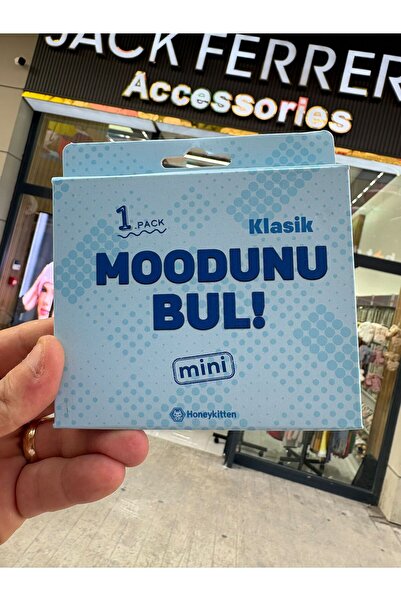 JACK FERRER
Accessories
1.PACK
Klasik
MOODUNU
BUL!
mini
Honeykitten